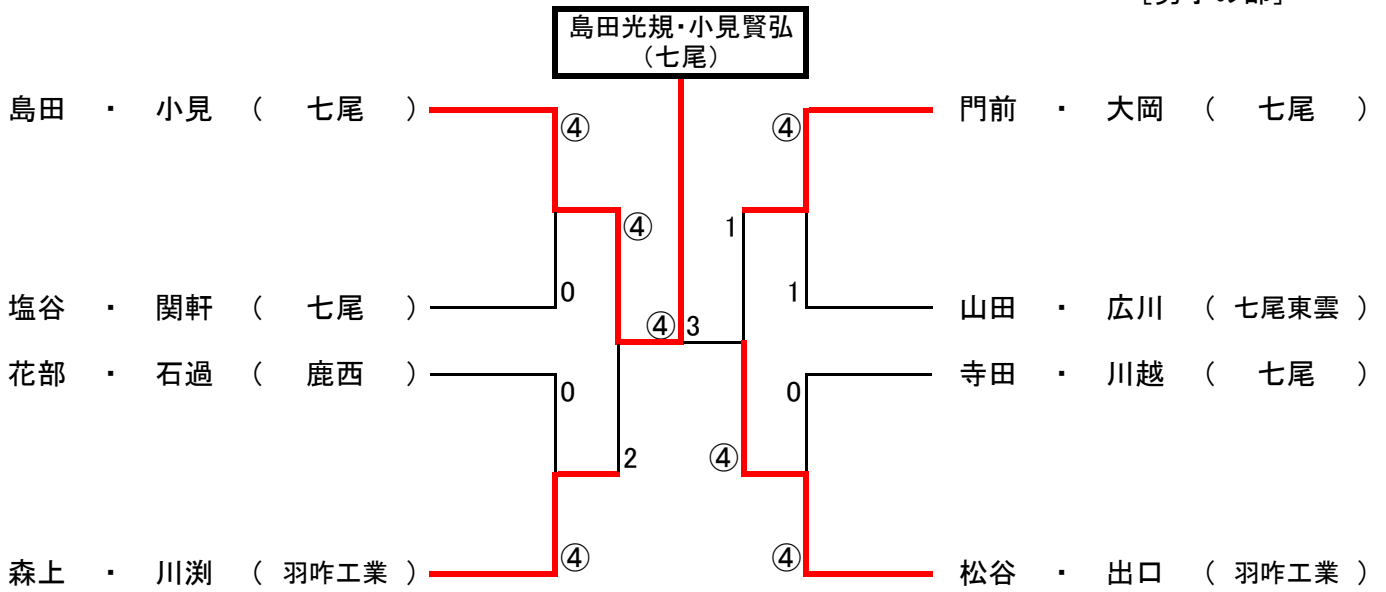 島田光規・小見賢弘
（七尾）
島田 ・ 小見 （ 七尾 ）
④
④
門前 ・ 大岡 （ 七尾 ）
④
1
塩谷 ・ 関軒 （ 七尾 ）
0
1
山田 ・ 広川 （ 七尾東雲 ）
④ 3
花部 ・ 石過 （ 鹿西 ）
0
0
寺田 ・ 川越 （ 七尾 ）
2
④
森上 ・ 川渕 （ 羽咋工業 ）
④
④
松谷 ・ 出口 （ 羽咋工業 ）